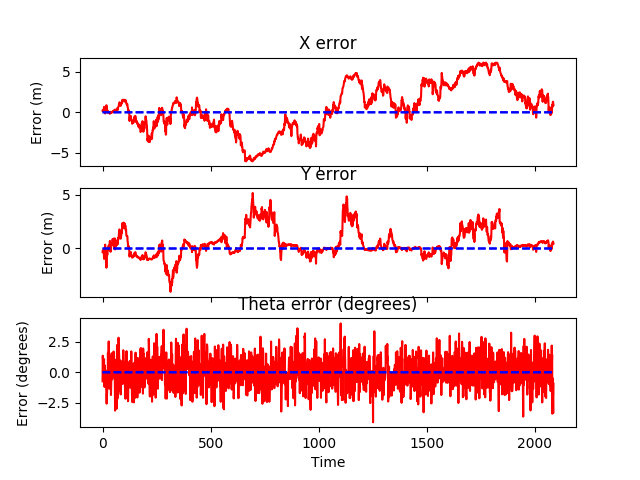 X error
Error (m)
5
0
−5
Y error
Error (m)
5
0
Theta error (degrees)
Error (degrees)
2.5
0.0
−2.5
0 500 1000 1500 2000
Time